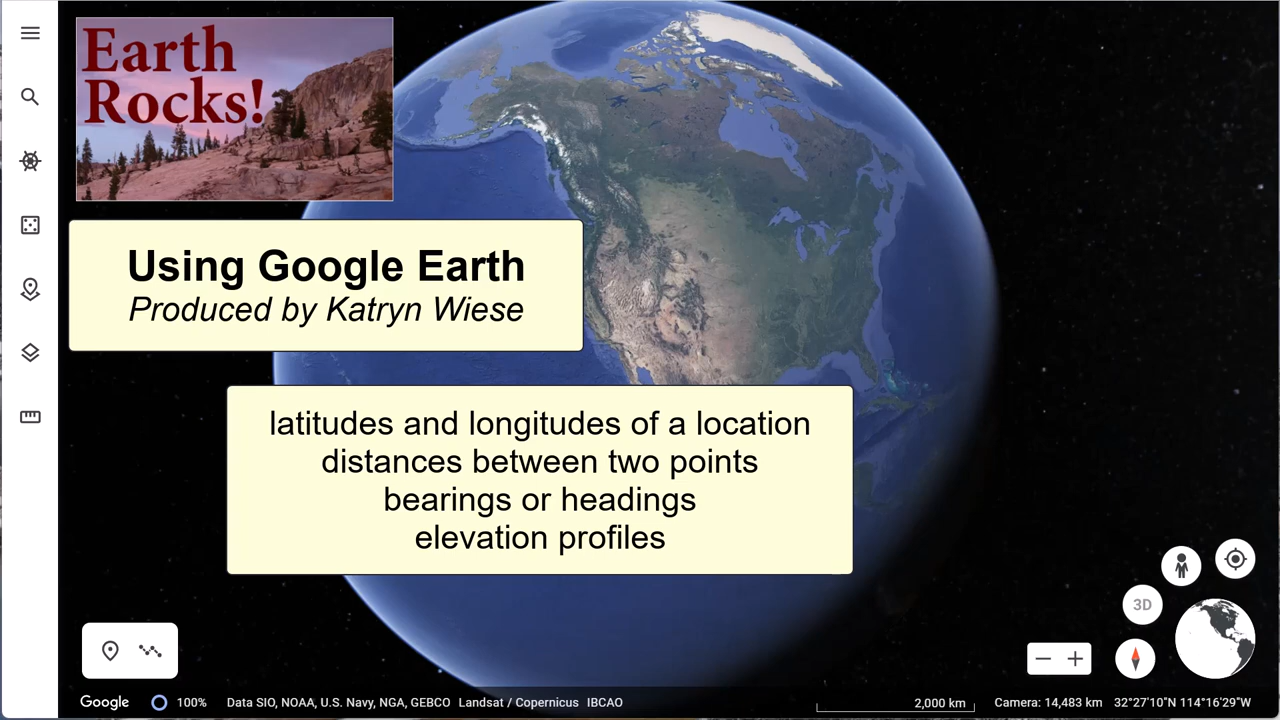 Earth
Rocks!
Using Google Earth
Produced by Katryn Wiese
latitudes and longitudes of a location
distances between two points
bearings or headings
elevation profiles
3D
Google 100% Data SIO, NOAA, U.S. Navy, NGA, GEBCO Landsat / Copernicus IBCAO 2,000 km Camera: 14,483 km 32°27'10"N 114°16'29"W